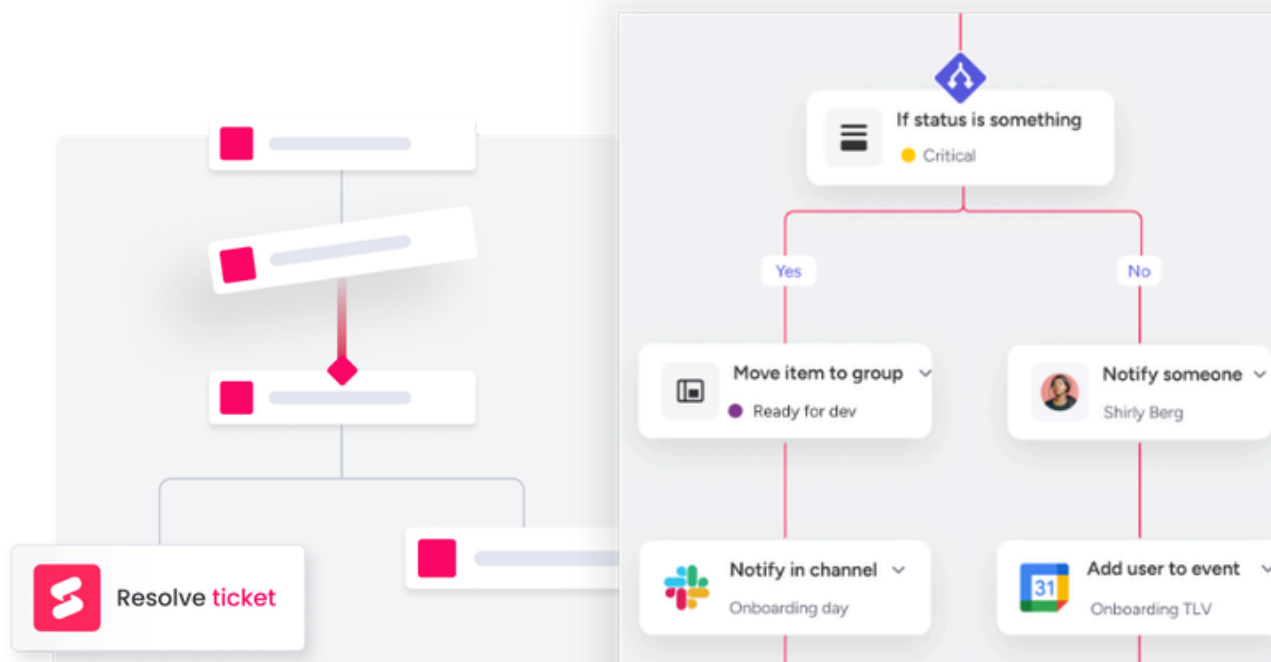 Resolve ticket
If status is something
Critical
Yes
No
Move item to group
Ready for dev
Notify someone
Shirly Berg
Notify in channel
Onboarding day
31
Add user to event
Onboarding TLV